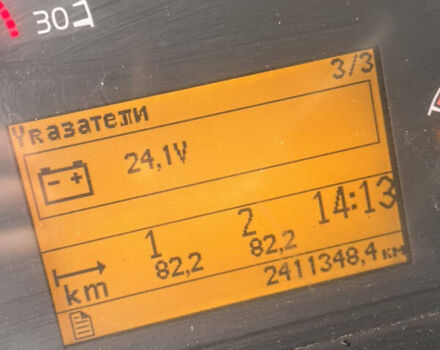 30
3/3
Указатели
24,1V
1 2 14:13
82,2 82,2
km
2411348,4 км